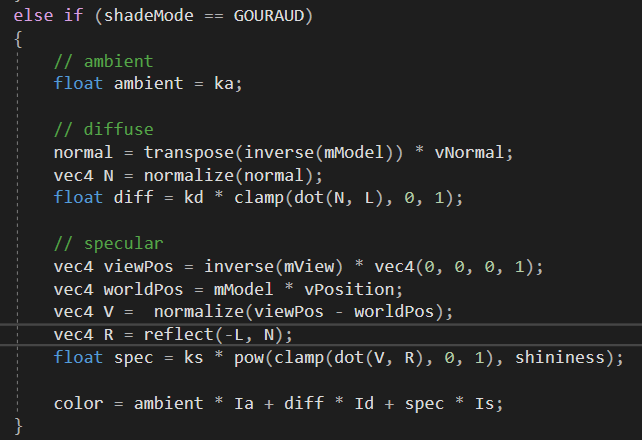 else if (shadeMode == GOURAUD)
{
// ambient
float ambient = ka;
// diffuse
normal = transpose(inverse(mModel)) * vNormal;
vec4 N = normalize(normal);
float diff = kd * clamp(dot(N, L), 0, 1);
// specular
vec4 viewPos = inverse(mView) * vec4(0, 0, 0, 1);
vec4 worldPos = mModel * vPosition;
vec4 V =  normalize(viewPos - worldPos);
vec4 R = reflect(-L, N);
float spec = ks * pow(clamp(dot(V, R), 0, 1), shininess);
color = ambient * Ia + diff * Id + spec * Is;
}